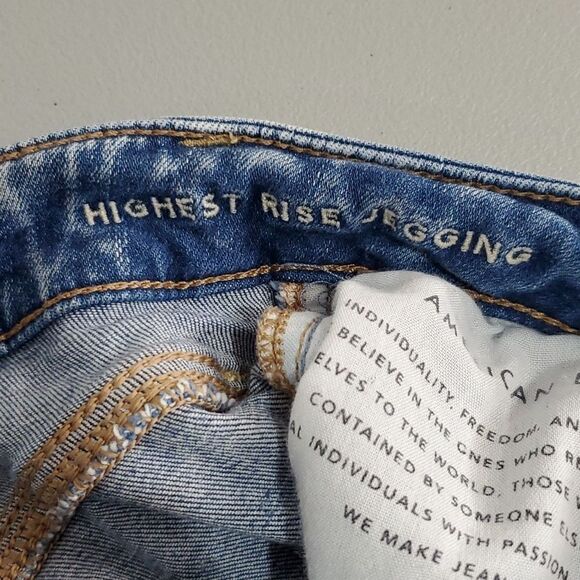 HIGHEST RISE JEGGING
AMERICAN
INDIVIDUALITY. FREEDOM. AN
BELIEVE IN THE ONES WHO RE
ELVES TO THE WORLD. THOSE
CONTAINED BY SOMEONE ELS
AL INDIVIDUALS WITH PASSION
WE MAKE JEAN